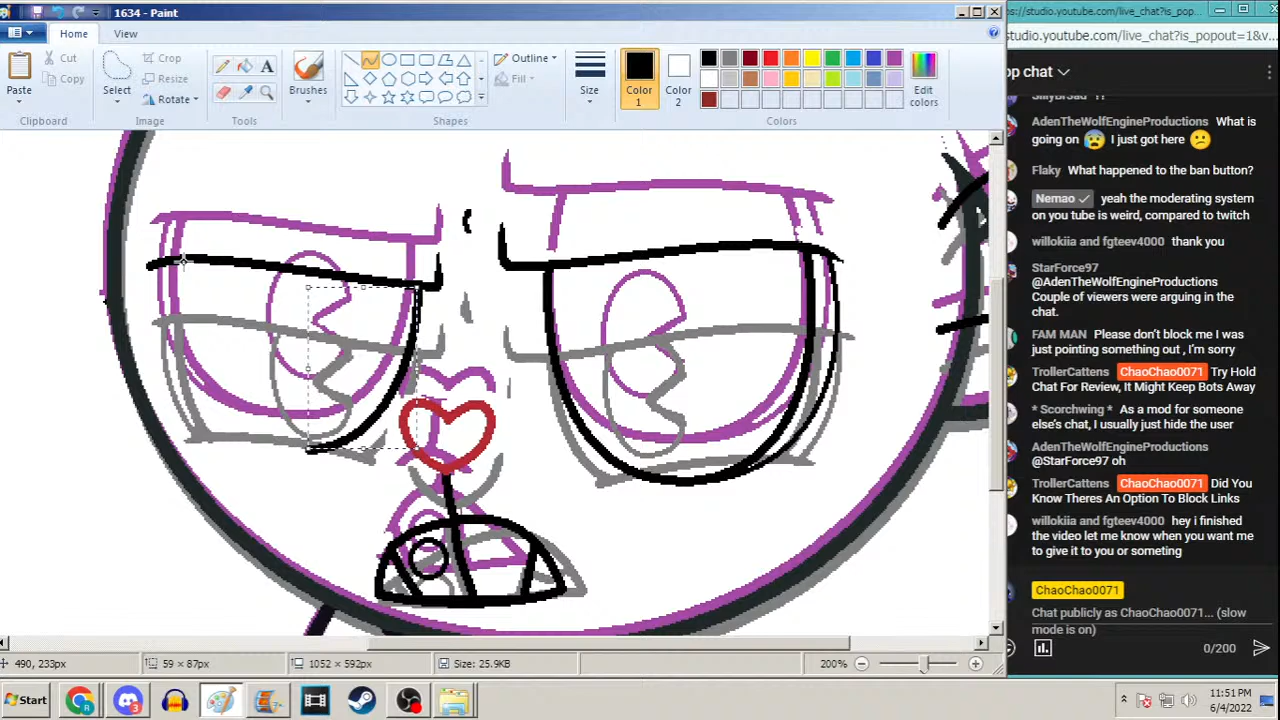 1634 - Paint
Home
View
Paste
Cut
Copy
Clipboard
Select
Crop
Resize
Rotate
Image
A
Tools
Brushes
Outline
Fill
Shapes
Size
Color
1
Color
2
Edit
colors
Colors
490, 233px
59 × 87px
1052 × 592px
Size: 25.9KB
200%
Start
11:51 PM
6/4/2022
https://studio.youtube.com/live_chat?is_pop...
studio.youtube.com/live_chat?is_popout=1&v...
op chat
AdenTheWolfEngineProductions What is
going on 😰 I just got here 😕
Flaky What happened to the ban button?
Nemao ✓ yeah the moderating system
on you tube is weird, compared to twitch
willokiia and fgteev4000 thank you
StarForce97
@AdenTheWolfEngineProductions
Couple of viewers were arguing in the
chat.
FAM MAN Please don't block me I was
just pointing something out , I'm sorry
TrollerCattens ChaoChao0071 Try Hold
Chat For Review, It Might Keep Bots Away
* Scorchwing * As a mod for someone
else's chat, I usually just hide the user
AdenTheWolfEngineProductions
@StarForce97 oh
TrollerCattens ChaoChao0071 Did You
Know Theres An Option To Block Links
willokiia and fgteev4000 hey i finished
the video let me know when you want me
to give it to you or someting
ChaoChao0071
Chat publicly as ChaoChao0071... (slow
mode is on)
0/200